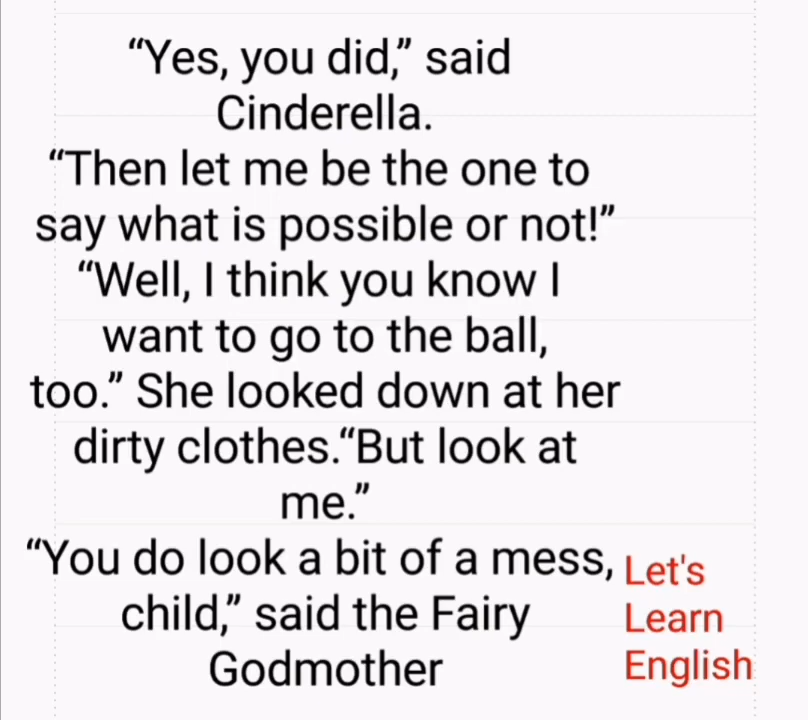 “Yes, you did,” said
Cinderella.
“Then let me be the one to
say what is possible or not!”
“Well, I think you know I
want to go to the ball,
too.” She looked down at her
dirty clothes.“But look at
me.”
“You do look a bit of a mess,
child,” said the Fairy
Godmother
Let's
Learn
English